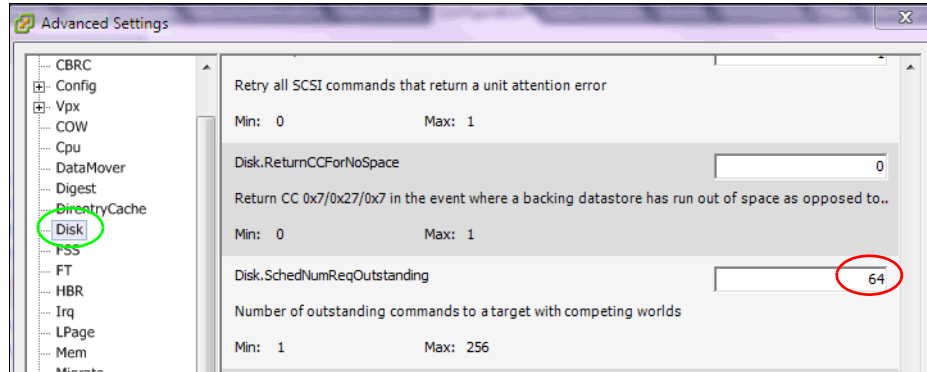 Advanced Settings
CBRC
Config
Vpx
COW
Cpu
DataMover
Digest
DirentryCache
Disk
FSS
FT
HBR
Irq
LPage
Mem
Migrate
Retry all SCSI commands that return a unit attention error
Min: 0 Max: 1
Disk.ReturnCCForNoSpace 0
Return CC 0x7/0x27/0x7 in the event where a backing datastore has run out of space as opposed to..
Min: 0 Max: 1
Disk.SchedNumReqOutstanding 64
Number of outstanding commands to a target with competing worlds
Min: 1 Max: 256